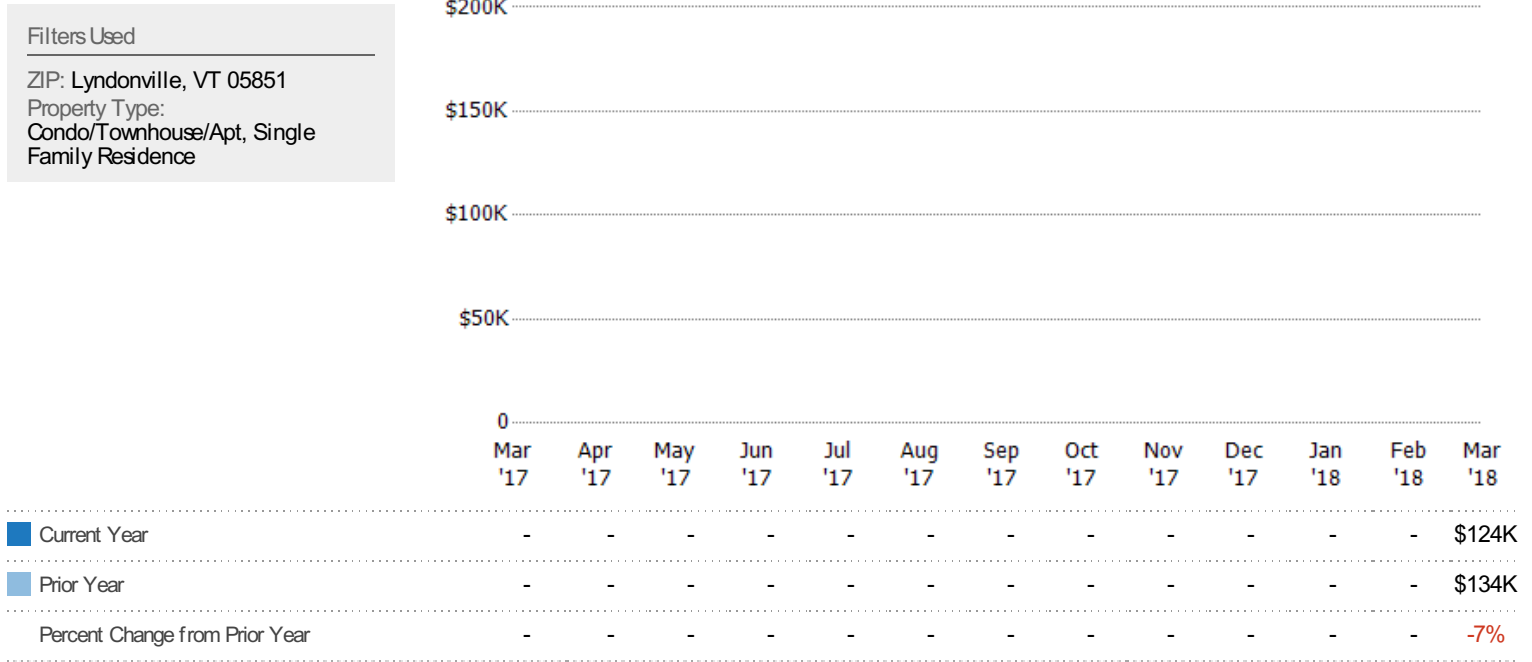 Filters Used
ZIP: Lyndonville, VT 05851
Property Type:
Condo/Townhouse/Apt, Single
Family Residence
$200K
$150K
$100K
$50K
0
Mar Apr May Jun Jul Aug Sep Oct Nov Dec Jan Feb Mar
'17 '17 '17 '17 '17 '17 '17 '17 '17 '17 '18 '18 '18
Current Year - - - - - - - - - - - - $124K
Prior Year - - - - - - - - - - - - $134K
Percent Change from Prior Year - - - - - - - - - - - - -7%